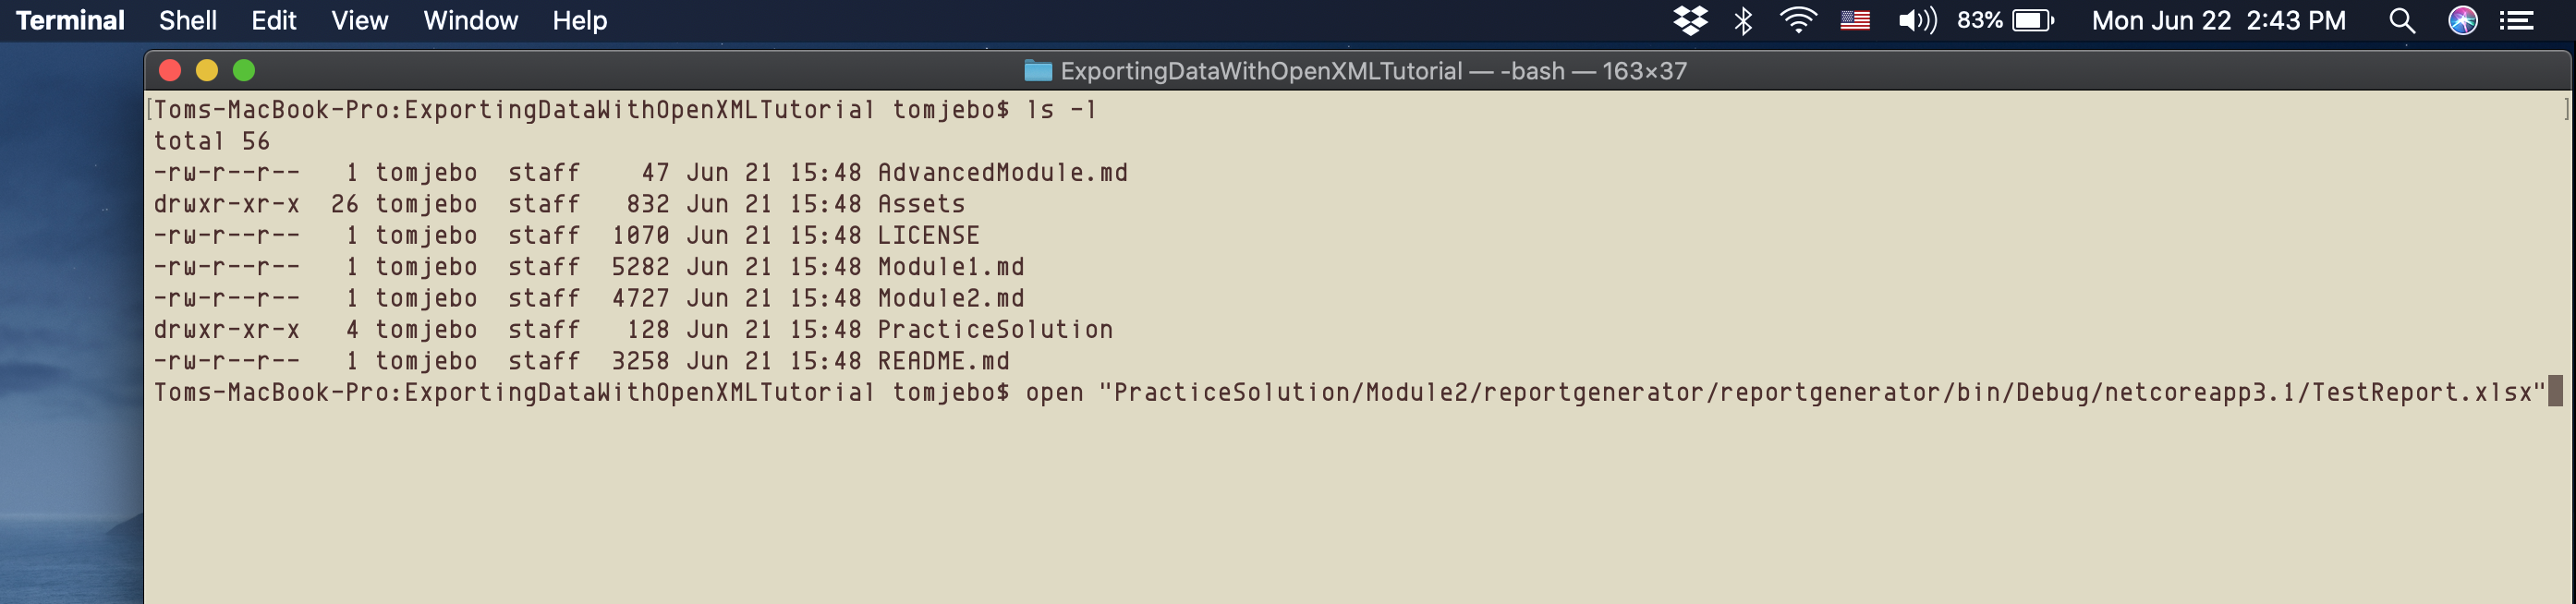 Terminal Shell Edit View Window Help 83% Mon Jun 22 2:43 PM
ExportingDataWithOpenXMLTutorial — -bash — 163×37
[Toms-MacBook-Pro:ExportingDataWithOpenXMLTutorial tomjebo$ ls -l ]
total 56
-rw-r--r--   1 tomjebo  staff    47 Jun 21 15:48 AdvancedModule.md
drwxr-xr-x  26 tomjebo  staff   832 Jun 21 15:48 Assets
-rw-r--r--   1 tomjebo  staff  1070 Jun 21 15:48 LICENSE
-rw-r--r--   1 tomjebo  staff  5282 Jun 21 15:48 Module1.md
-rw-r--r--   1 tomjebo  staff  4727 Jun 21 15:48 Module2.md
drwxr-xr-x   4 tomjebo  staff   128 Jun 21 15:48 PracticeSolution
-rw-r--r--   1 tomjebo  staff  3258 Jun 21 15:48 README.md
Toms-MacBook-Pro:ExportingDataWithOpenXMLTutorial tomjebo$ open "PracticeSolution/Module2/reportgenerator/reportgenerator/bin/Debug/netcoreapp3.1/TestReport.xlsx"